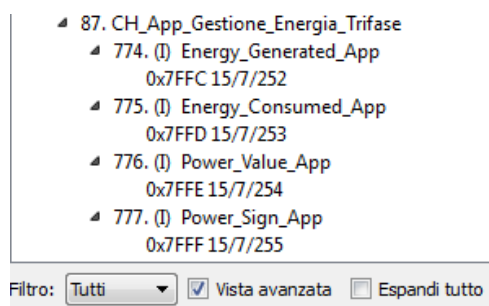 87. CH_App_Gestione_Energia_Trifase
774. (I) Energy_Generated_App
0x7FFC 15/7/252
775. (I) Energy_Consumed_App
0x7FFD 15/7/253
776. (I) Power_Value_App
0x7FFE 15/7/254
777. (I) Power_Sign_App
0x7FFF 15/7/255
Filtro: Tutti Vista avanzata Espandi tutto